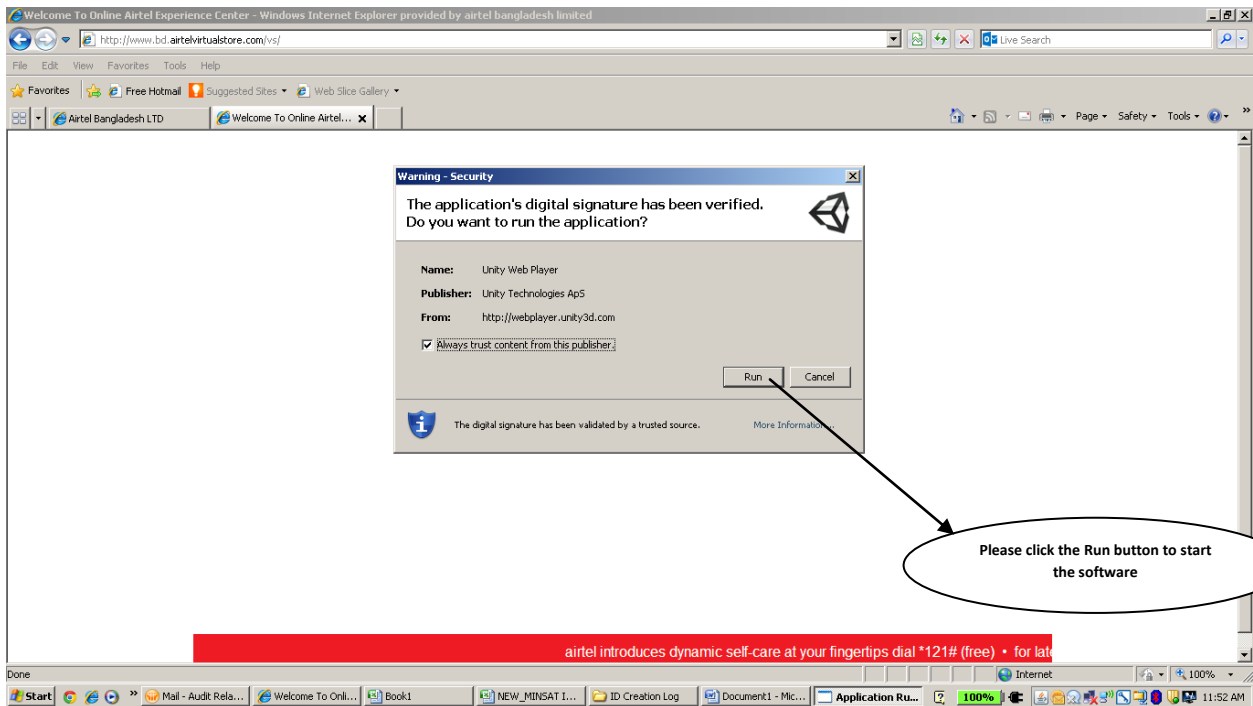 Welcome To Online Airtel Experience Center - Windows Internet Explorer provided by airtel bangladesh limited
http://www.bd.airtelvirtualstore.com/vs/
Live Search
File Edit View Favorites Tools Help
Favorites Free Hotmail Suggested Sites Web Slice Gallery
Airtel Bangladesh LTD Welcome To Online Airtel... Page Safety Tools
Warning - Security
The application's digital signature has been verified.
Do you want to run the application?
Name: Unity Web Player
Publisher: Unity Technologies ApS
From: http://webplayer.unity3d.com
Always trust content from this publisher.
Run Cancel
The digital signature has been validated by a trusted source. More Information...
Please click the Run button to start
the software
airtel introduces dynamic self-care at your fingertips dial *121# (free) • for late
Done Internet 100%
Start Mail - Audit Rela... Welcome To Onli... Book1 NEW_MINSAT I... ID Creation Log Document1 - Mic... Application Ru... 100% 11:52 AM